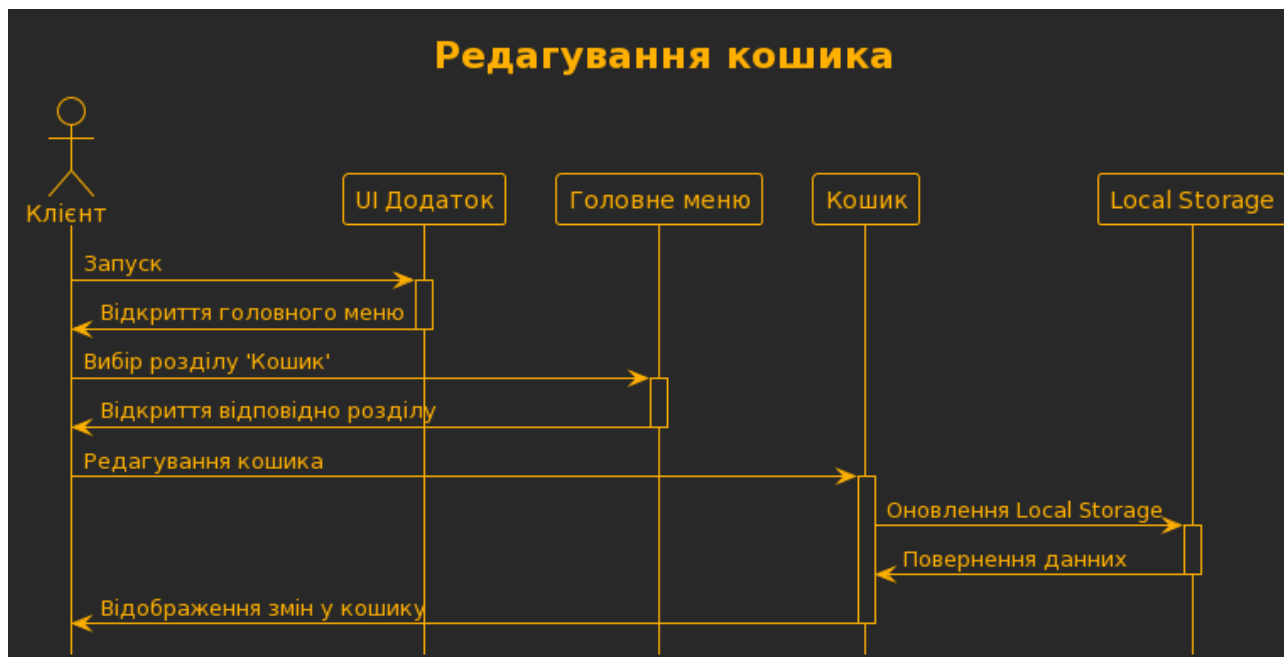 Редагування кошика
Клієнт
UI Додаток
Головне меню
Кошик
Local Storage
Запуск
Відкриття головного меню
Вибір розділу 'Кошик'
Відкриття відповідно розділу
Редагування кошика
Оновлення Local Storage
Повернення данних
Відображення змін у кошику